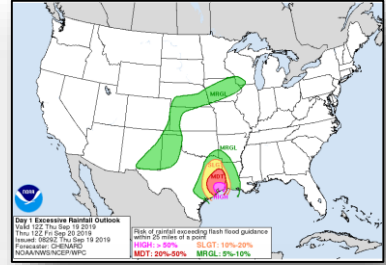 MRGL
MRGL
SLGT
MDT
HIGH
NOAA
Day 1 Excessive Rainfall Outlook
Valid 12Z Thu Sep 19 2019
Thru 12Z Fri Sep 20 2019
Issued: 0829Z Thu Sep 19 2019
Forecaster: CHENARD
NOAA/NWS/NCEP/WPC
Risk of rainfall exceeding flash flood guidance
within 25 miles of a point
HIGH: > 50% SLGT: 10%-20%
MDT: 20%-50% MRGL: 5%-10%